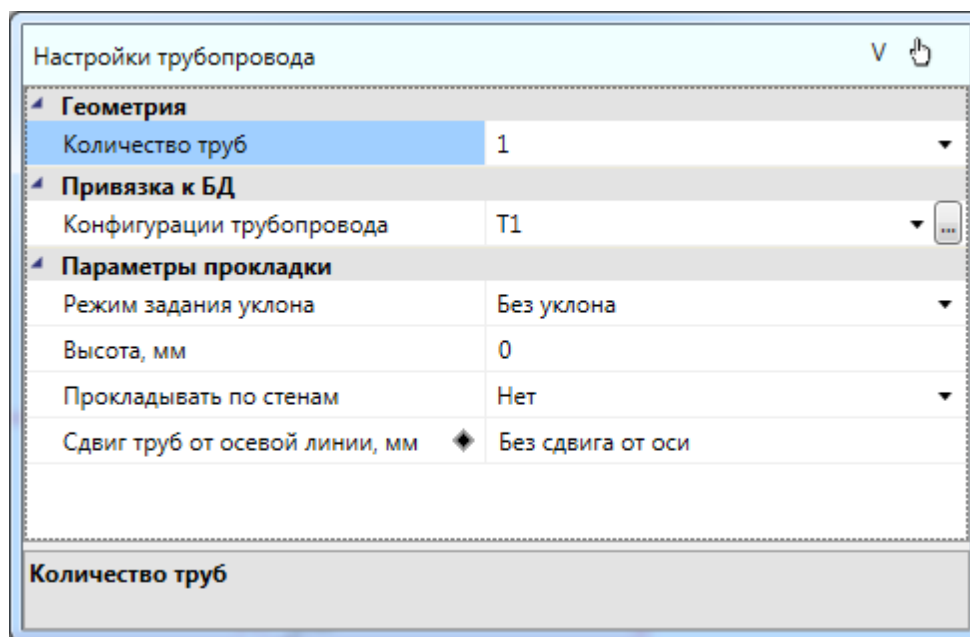 Настройки трубопровода V
Геометрия
Количество труб 1
Привязка к БД
Конфигурации трубопровода T1 ...
Параметры прокладки
Режим задания уклона Без уклона
Высота, мм 0
Прокладывать по стенам Нет
Сдвиг труб от осевой линии, мм Без сдвига от оси
Количество труб